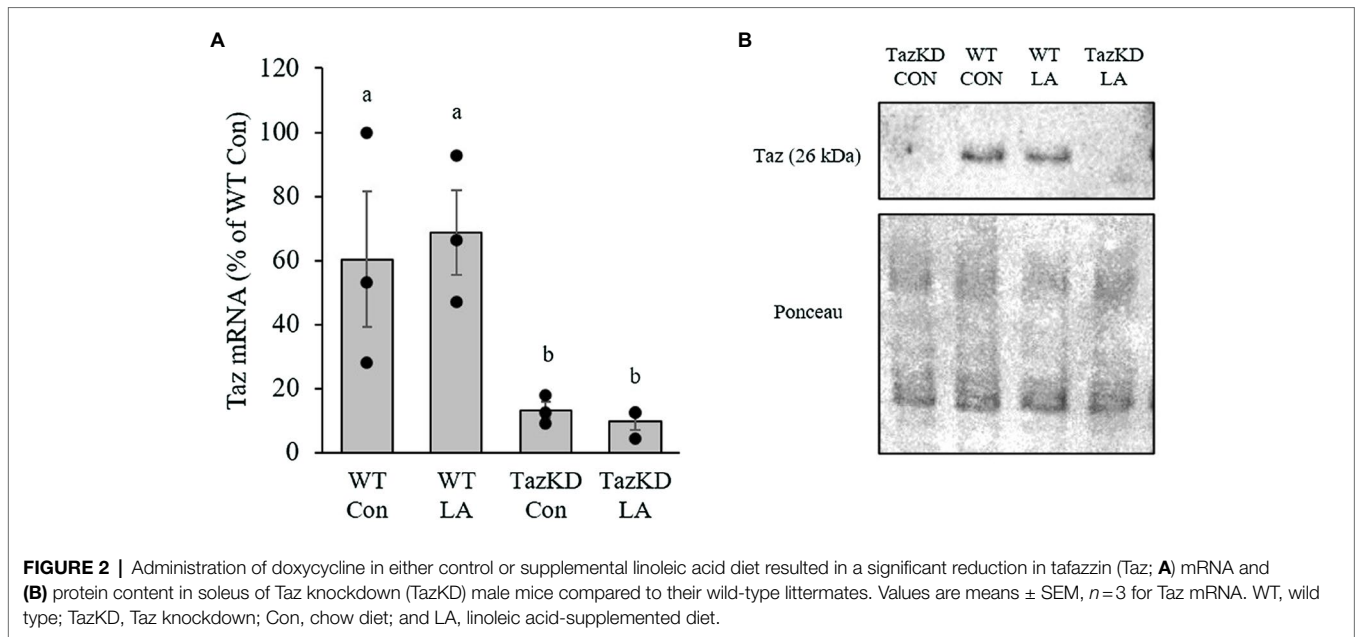 A
Taz mRNA (% of WT Con)
120
100
80
60
40
20
0
a
a
b
b
WT
Con
WT
LA
TazKD
Con
TazKD
LA
B
TazKD
CON
WT
CON
WT
LA
TazKD
LA
Taz (26 kDa)
Ponceau
FIGURE 2 | Administration of doxycycline in either control or supplemental linoleic acid diet resulted in a significant reduction in tafazzin (Taz; A) mRNA and
(B) protein content in soleus of Taz knockdown (TazKD) male mice compared to their wild-type littermates. Values are means ± SEM, n = 3 for Taz mRNA. WT, wild
type; TazKD, Taz knockdown; Con, chow diet; and LA, linoleic acid-supplemented diet.